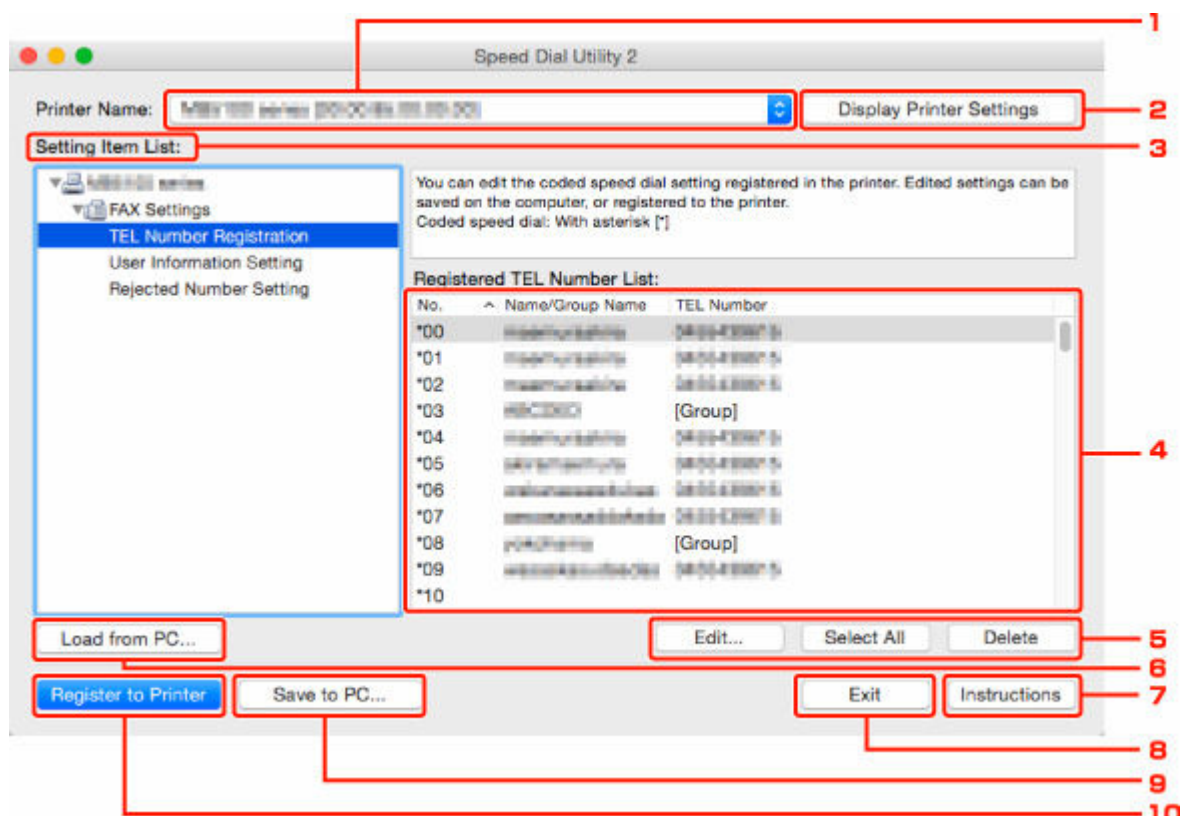 1
Speed Dial Utility 2
Printer Name:
Display Printer Settings
2
Setting Item List:
3
series
You can edit the coded speed dial setting registered in the printer. Edited settings can be
saved on the computer, or registered to the printer.
Coded speed dial: With asterisk [*]
FAX Settings
TEL Number Registration
User Information Setting
Rejected Number Setting
Registered TEL Number List:
No. Name/Group Name TEL Number
*00
*01
*02
*03 [Group]
*04
*05
*06
*07
*08 [Group]
*09
*10
4
Load from PC...
Edit... Select All Delete
5
6
Register to Printer Save to PC... Exit Instructions
7
8
9
10